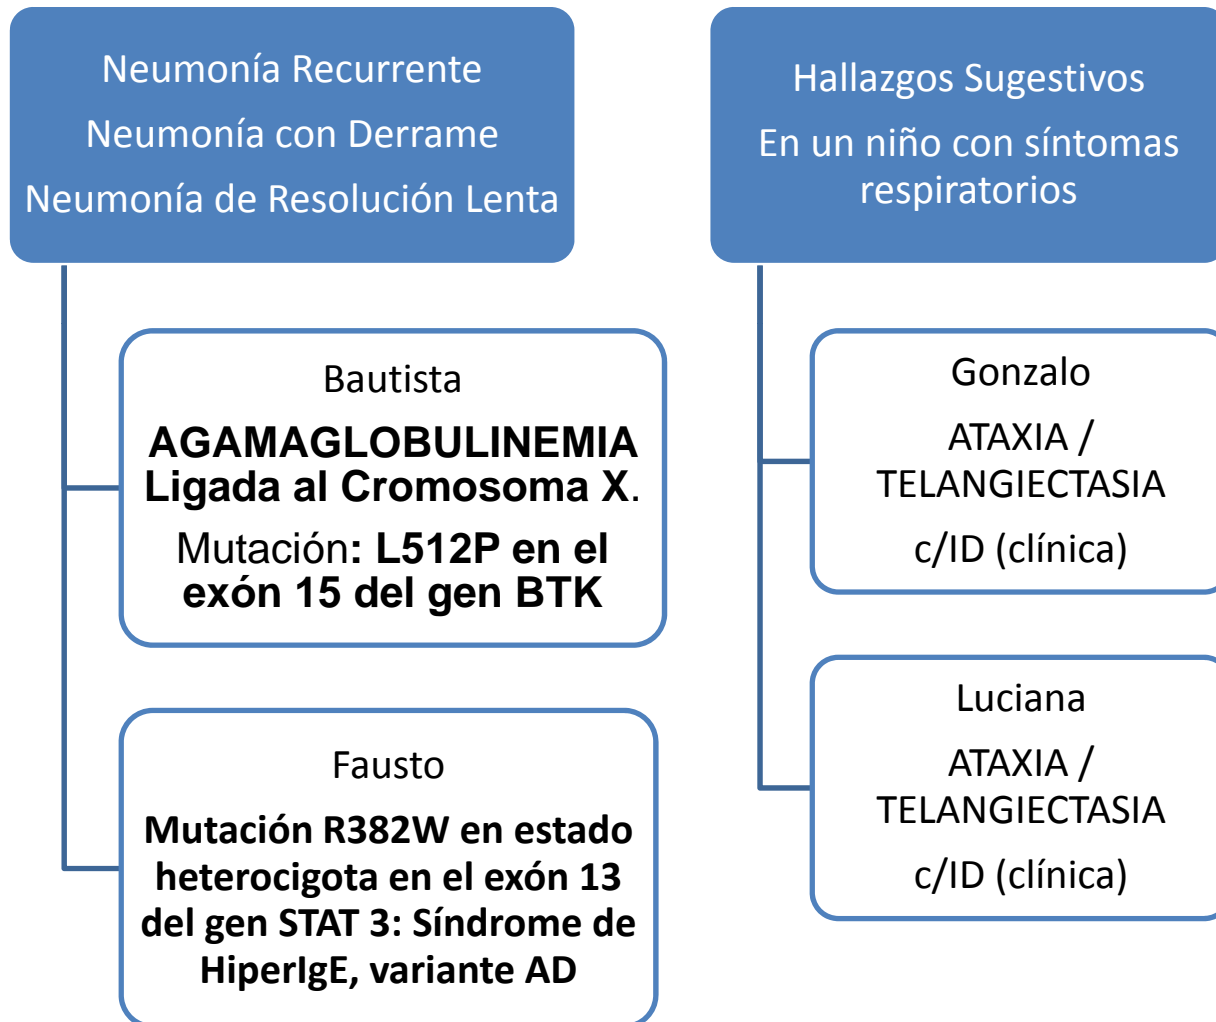 Neumonía Recurrente
Neumonía con Derrame
Neumonía de Resolución Lenta
Bautista
AGAMAGLOBULINEMIA
Ligada al Cromosoma X.
Mutación: L512P en el
exón 15 del gen BTK
Fausto
Mutación R382W en estado
heterocigota en el exón 13
del gen STAT 3: Síndrome de
HiperIgE, variante AD
Hallazgos Sugestivos
En un niño con síntomas
respiratorios
Gonzalo
ATAXIA /
TELANGIECTASIA
c/ID (clínica)
Luciana
ATAXIA /
TELANGIECTASIA
c/ID (clínica)